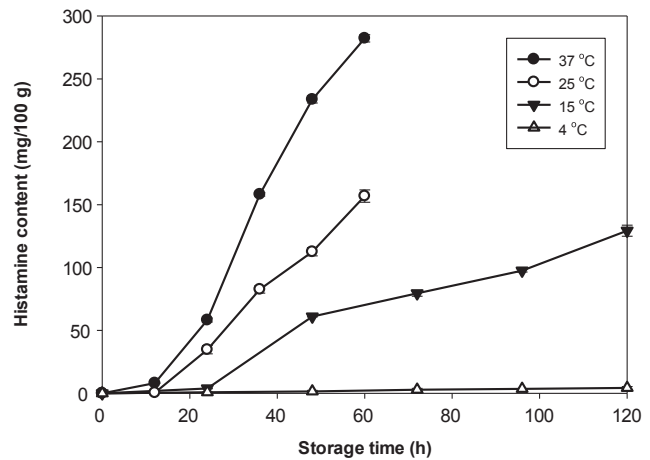 300
250
200
150
100
50
0
Histamine content (mg/100 g)
37 °C
25 °C
15 °C
4 °C
0 20 40 60 80 100 120
Storage time (h)